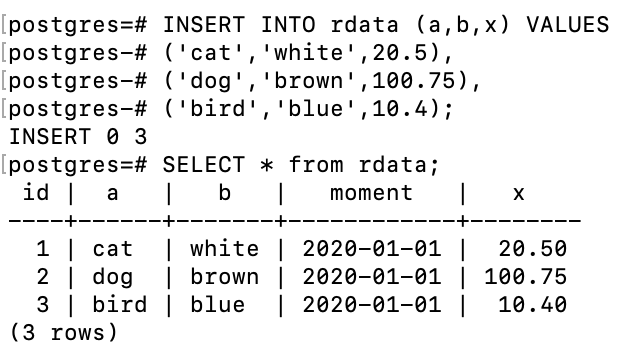 [postgres=# INSERT INTO rdata (a,b,x) VALUES
[postgres-# ('cat','white',20.5),
[postgres-# ('dog','brown',100.75),
[postgres-# ('bird','blue',10.4);
INSERT 0 3
[postgres=# SELECT * from rdata;
 id |  a   |   b   |   moment   |   x
----+------+-------+------------+--------
  1 | cat  | white | 2020-01-01 |  20.50
  2 | dog  | brown | 2020-01-01 | 100.75
  3 | bird | blue  | 2020-01-01 |  10.40
(3 rows)